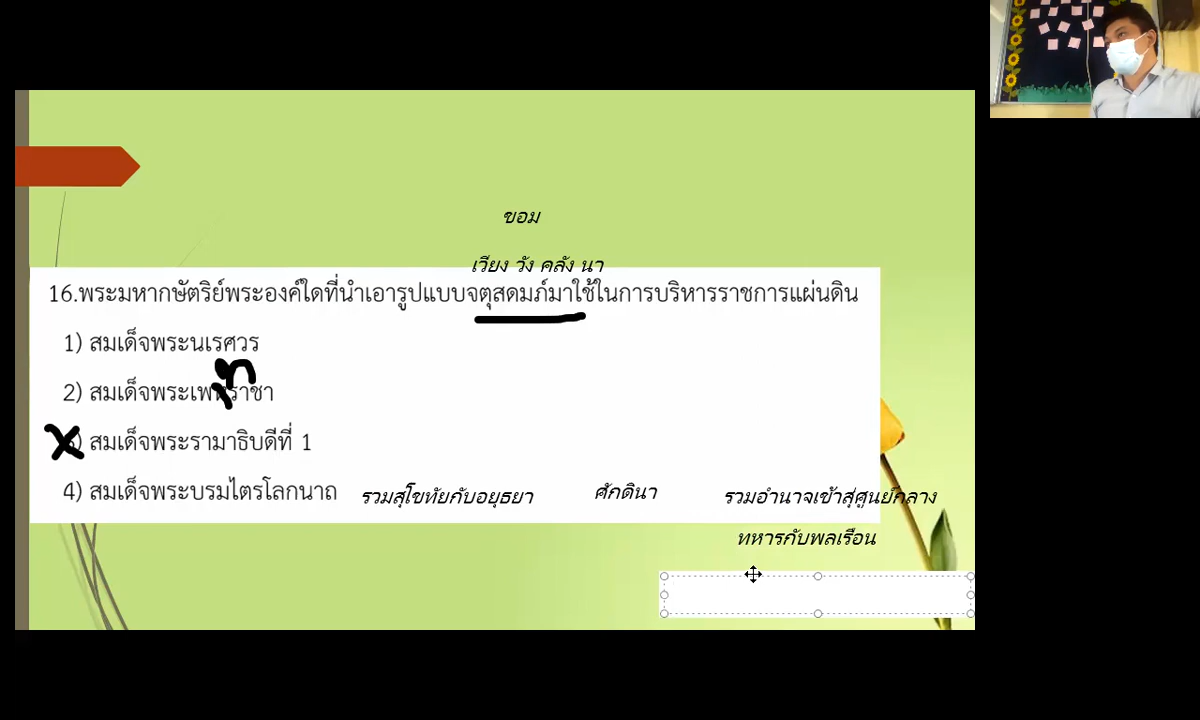 ขอม
เวียง วัง คลัง นา
16.พระมหากษัตริย์พระองค์ใดที่นำเอารูปแบบจตุสดมภ์มาใช้ในการบริหารราชการแผ่นดิน
1) สมเด็จพระนเรศวร
2) สมเด็จพระเพทราชา
3) สมเด็จพระรามาธิบดีที่ 1
4) สมเด็จพระบรมไตรโลกนาถ รวมสุโขทัยกับอยุธยา ศักดินา รวมอำนาจเข้าสู่ศูนย์กลาง
ทหารกับพลเรือน